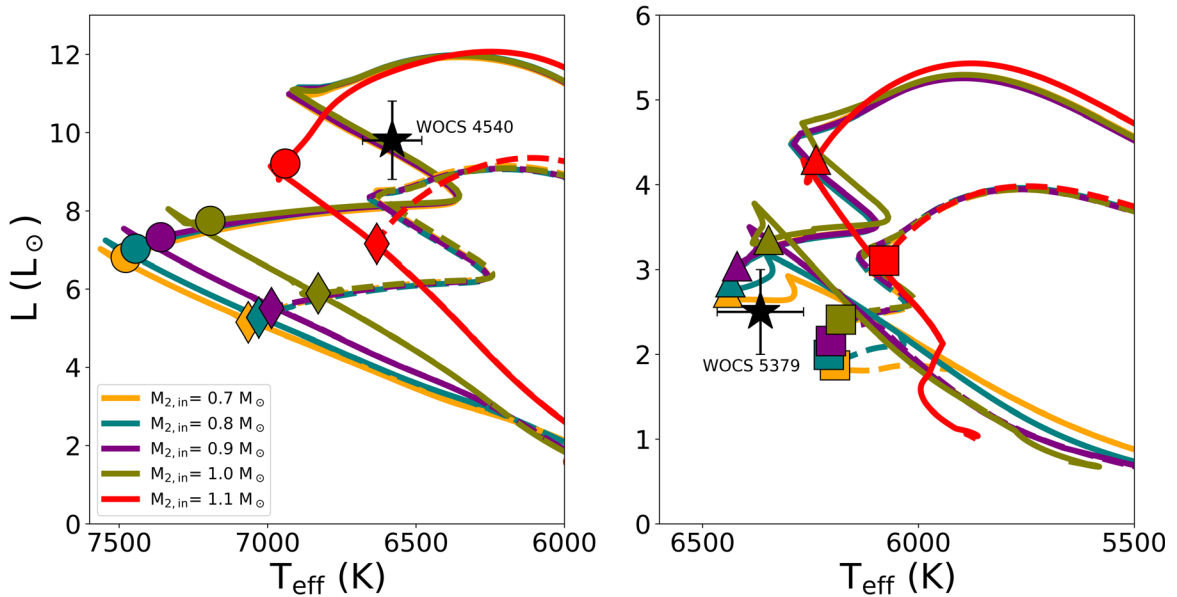 12
10
8
6
4
2
0
L (L⊙)
WOCS 4540
M2,in= 0.7 M⊙
M2,in= 0.8 M⊙
M2,in= 0.9 M⊙
M2,in= 1.0 M⊙
M2,in= 1.1 M⊙
7500 7000 6500 6000
Teff (K)
6
5
4
3
2
1
0
WOCS 5379
6500 6000 5500
Teff (K)